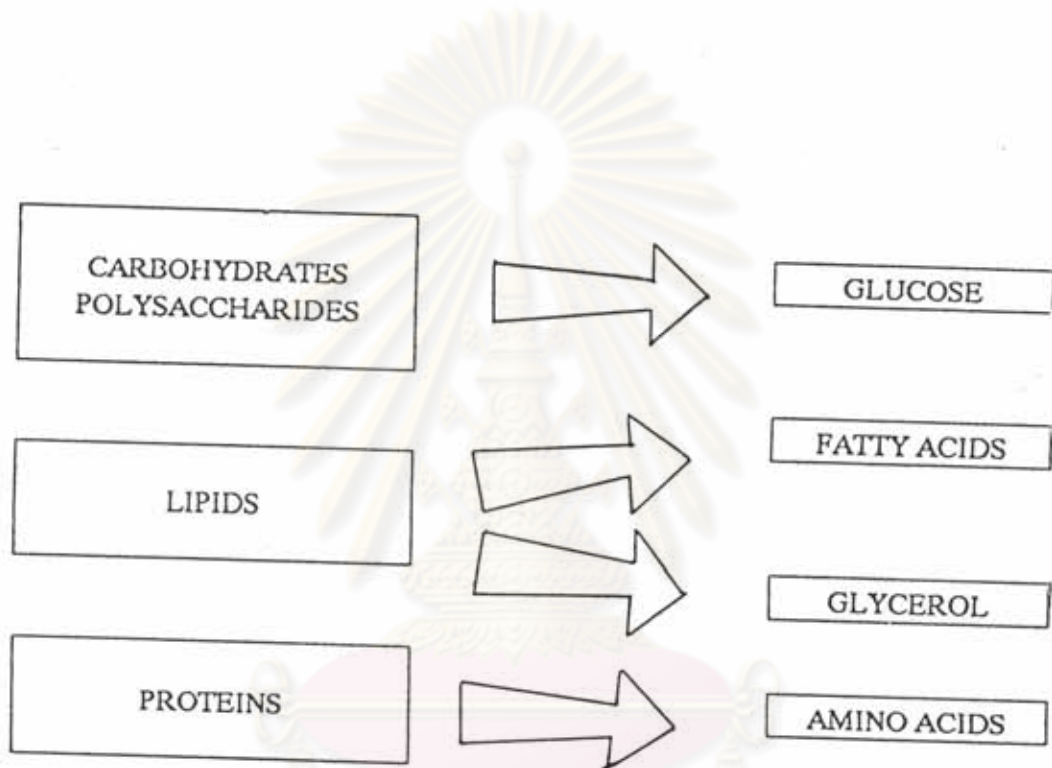 CARBOHYDRATES
POLYSACCHARIDES
GLUCOSE
LIPIDS
FATTY ACIDS
GLYCEROL
PROTEINS
AMINO ACIDS